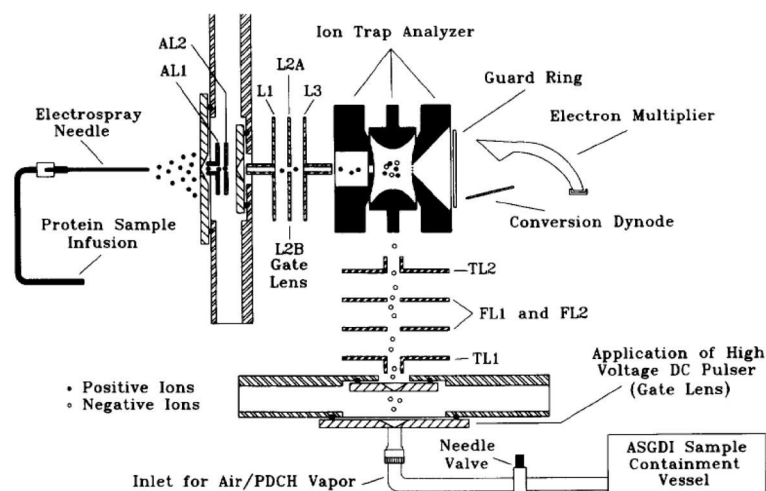 Ion Trap Analyzer
AL2
AL1
L2A
L1
L3
Guard Ring
Electrospray
Needle
Electron Multiplier
Protein Sample
Infusion
Conversion Dynode
L2B
Gate
Lens
TL2
FL1 and FL2
TL1
Application of High
Voltage DC Pulser
(Gate Lens)
• Positive Ions
○ Negative Ions
Needle
Valve
ASGDI Sample
Containment
Vessel
Inlet for Air/PDCH Vapor